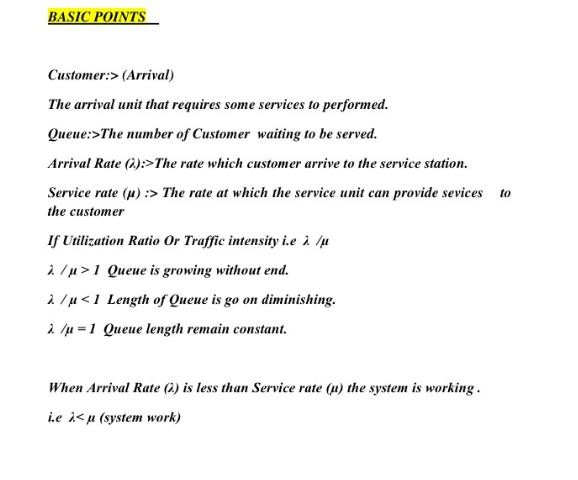 BASIC POINTS
Customer:> (Arrival)
The arrival unit that requires some services to performed.
Queue:>The number of Customer waiting to be served.
Arrival Rate (λ):>The rate which customer arrive to the service station.
Service rate (μ) :> The rate at which the service unit can provide sevices to
the customer
If Utilization Ratio Or Traffic intensity i.e λ /μ
λ /μ > 1 Queue is growing without end.
λ /μ < 1 Length of Queue is go on diminishing.
λ /μ = 1 Queue length remain constant.
When Arrival Rate (λ) is less than Service rate (μ) the system is working .
i.e λ< μ (system work)